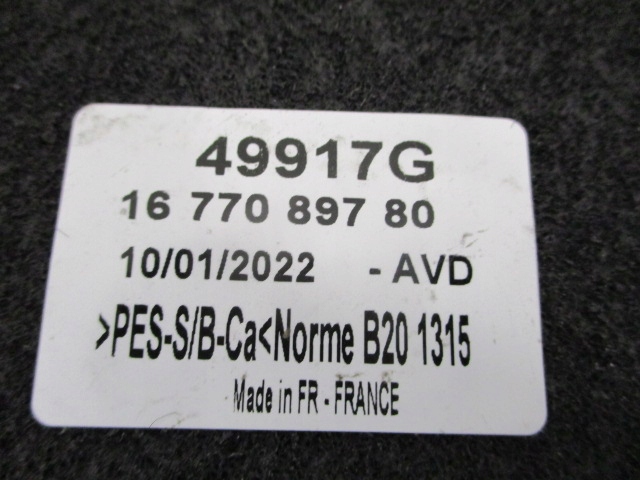 49917G
16 770 897 80
10/01/2022 - AVD
>PES-S/B-Ca<Norme B20 1315
Made in FR - FRANCE